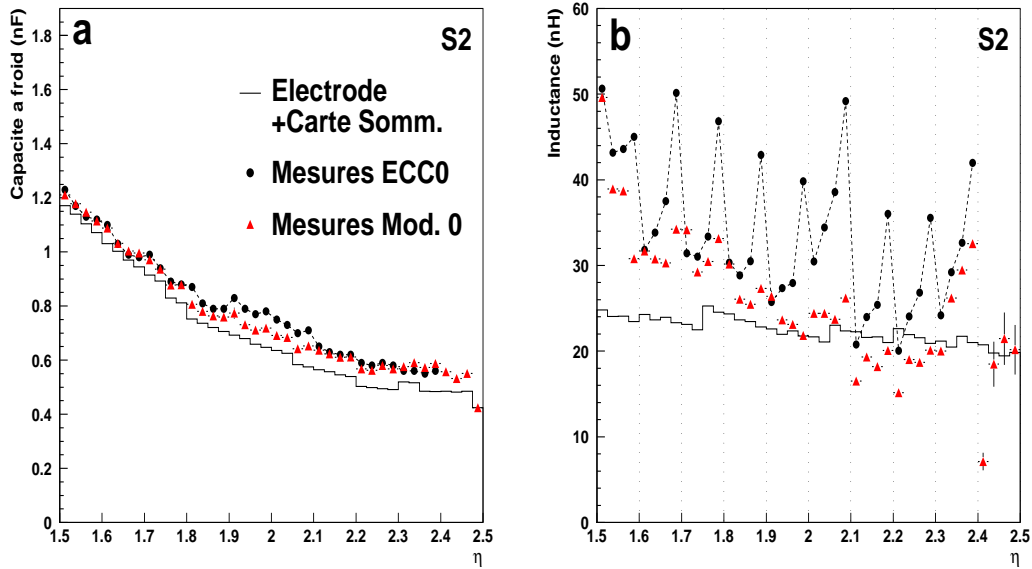 a
S2
Capacite a froid (nF)
1.8
1.6
1.4
1.2
1
0.8
0.6
0.4
0.2
0
Electrode
+Carte Somm.
Mesures ECC0
Mesures Mod. 0
1.5 1.6 1.7 1.8 1.9 2 2.1 2.2 2.3 2.4 2.5
η
b
S2
Inductance (nH)
60
50
40
30
20
10
0
1.5 1.6 1.7 1.8 1.9 2 2.1 2.2 2.3 2.4 2.5
η